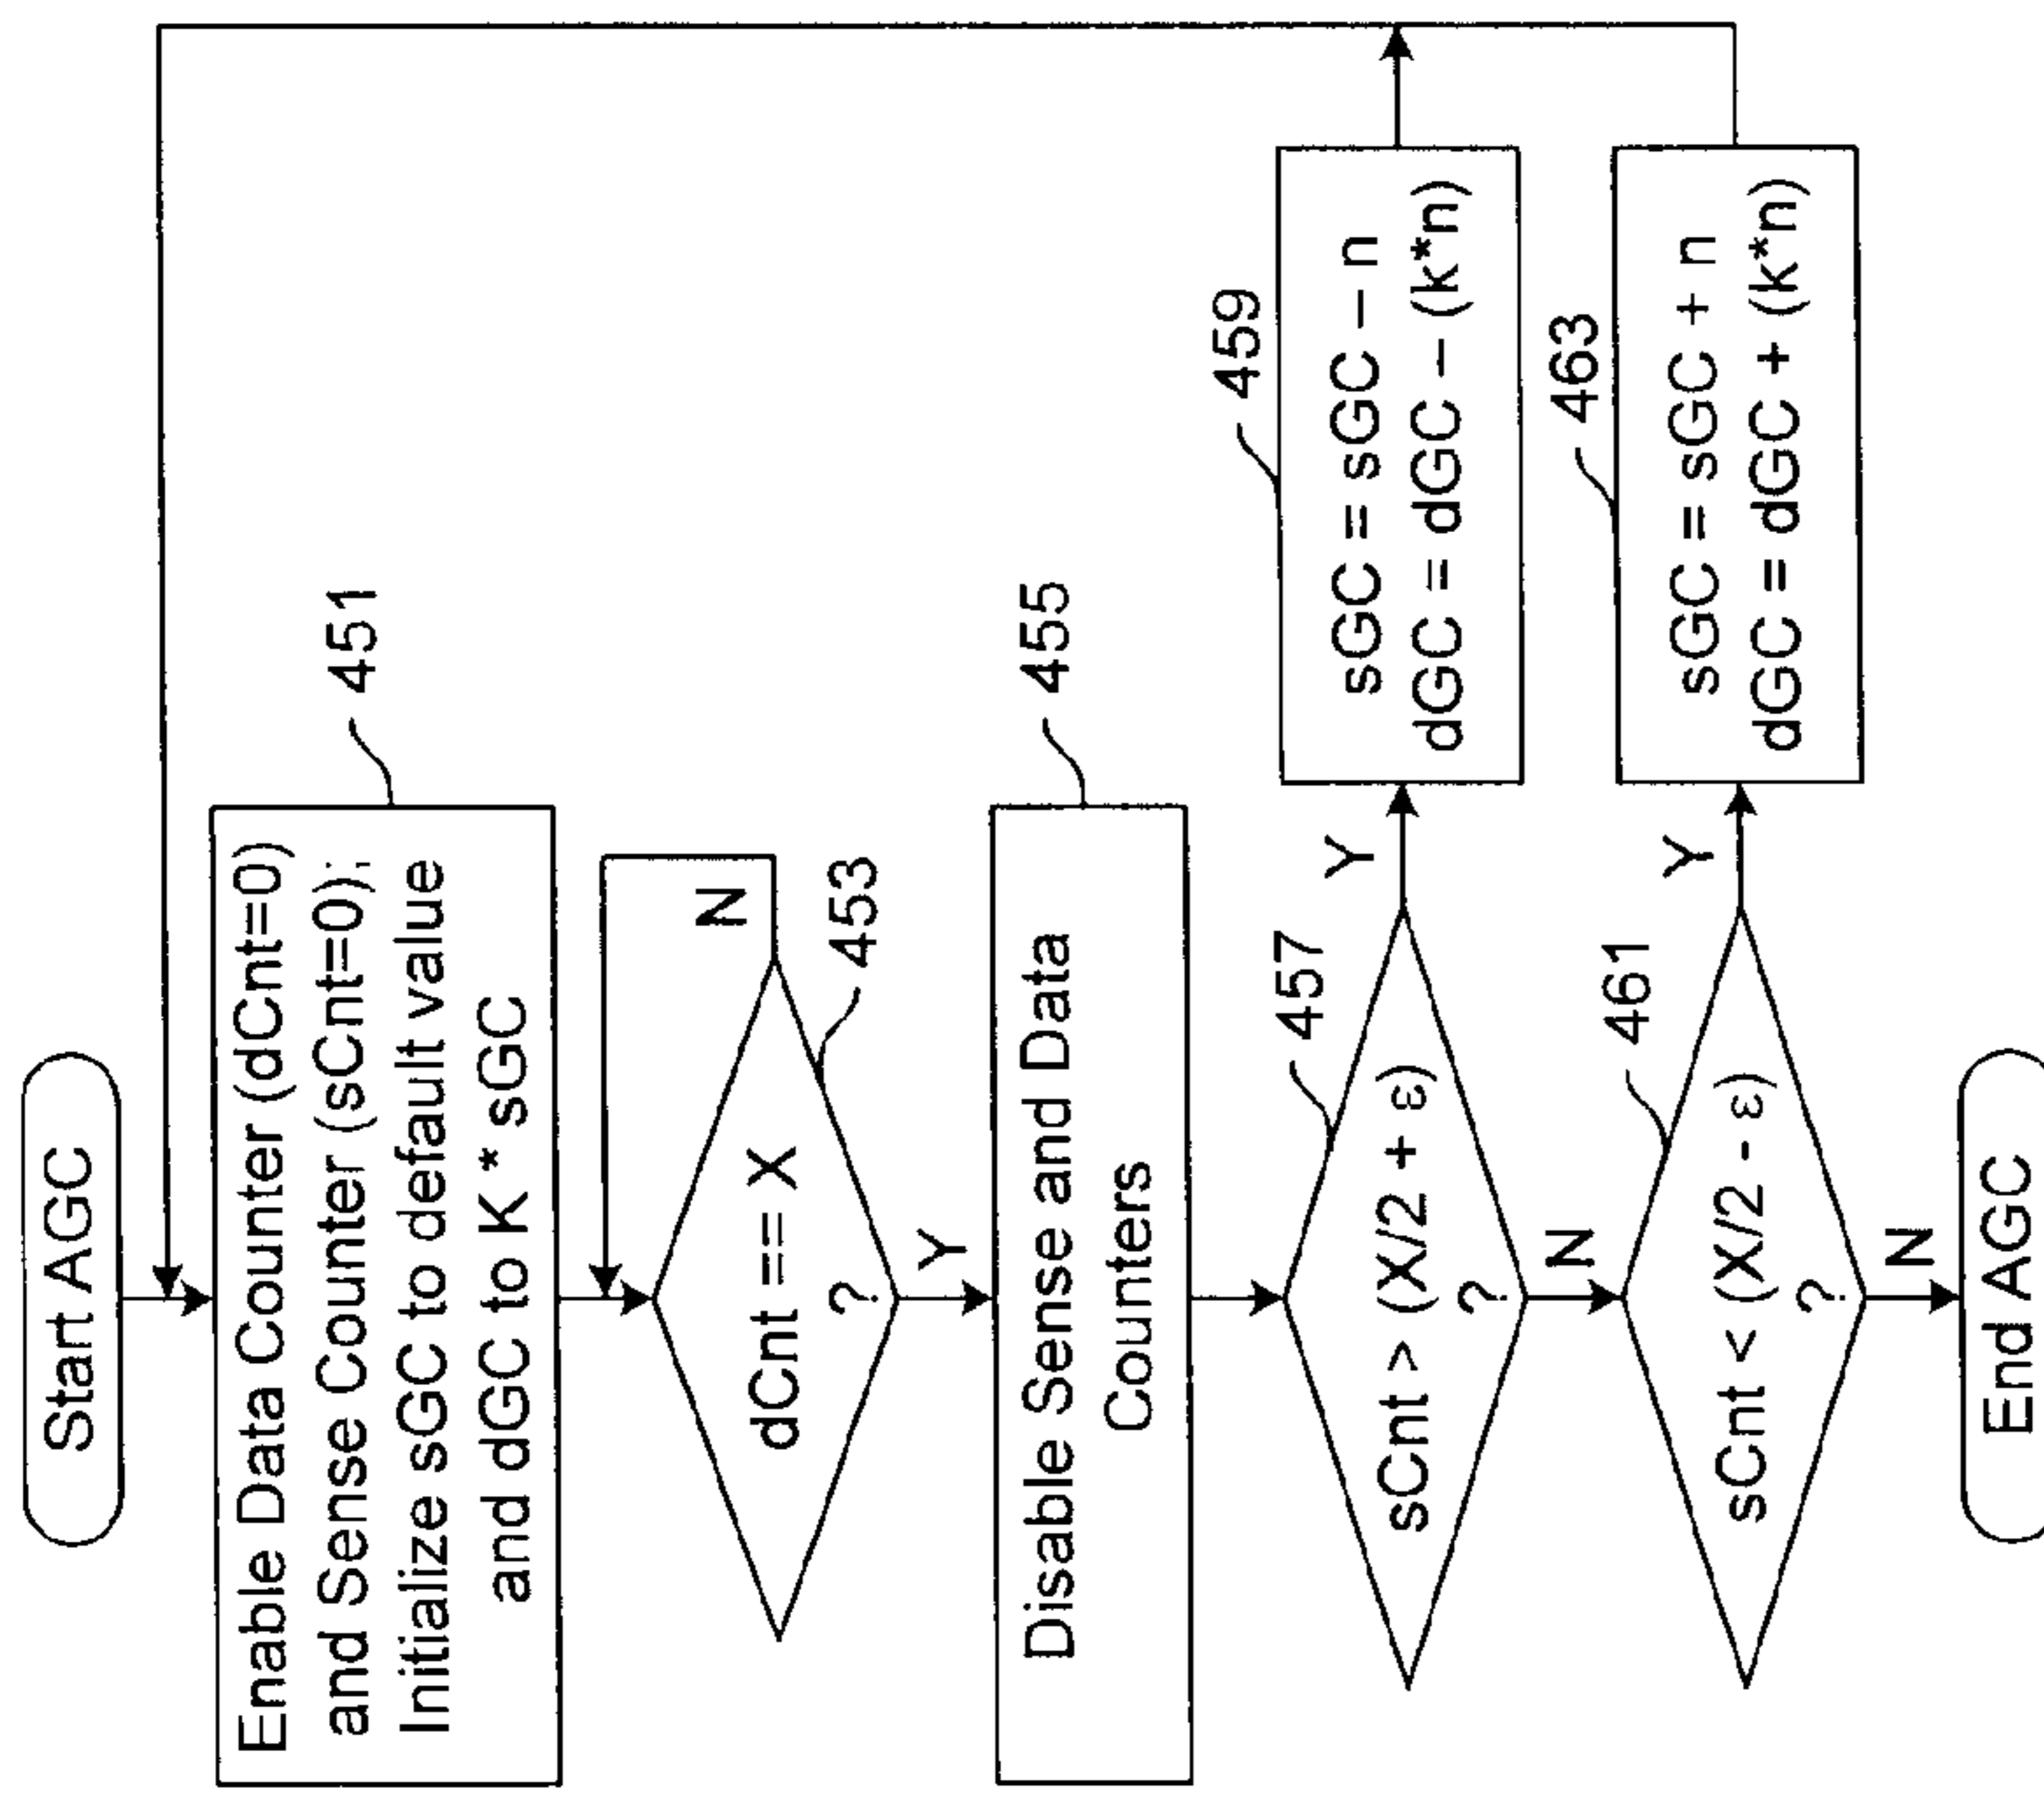 Start AGC
451
Enable Data Counter (dCnt=0)
and Sense Counter (sCnt=0);
Initialize sGC to default value
and dGC to K * sGC
N
453
dCnt == X
?
Y
455
Disable Sense and Data
Counters
457
sCnt > (X/2 + ε)
?
Y
459
sGC = sGC – n
dGC = dGC – (k*n)
N
461
sCnt < (X/2 - ε)
?
Y
463
sGC = sGC + n
dGC = dGC + (k*n)
N
End AGC